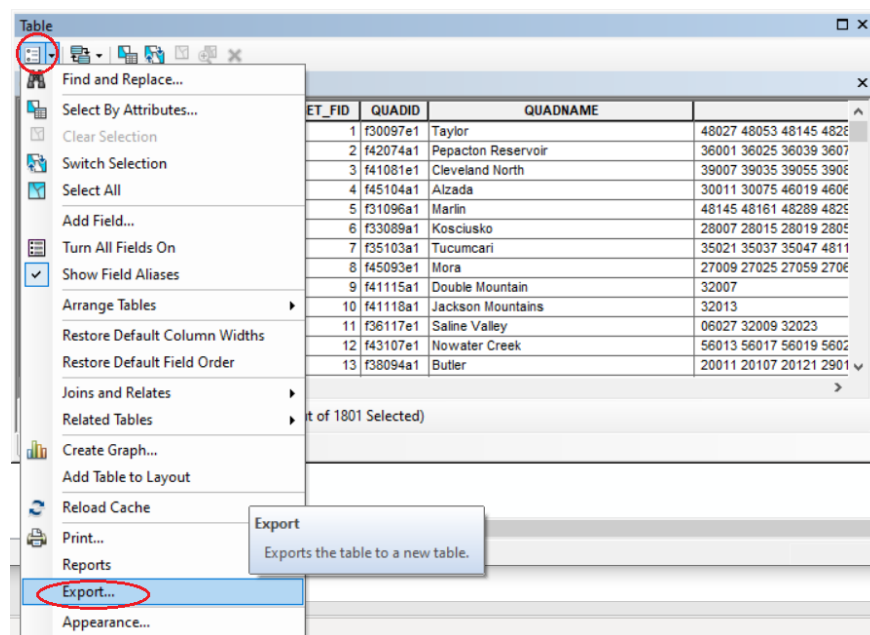 Table
Find and Replace...
Select By Attributes...
Clear Selection
Switch Selection
Select All
Add Field...
Turn All Fields On
Show Field Aliases
Arrange Tables
Restore Default Column Widths
Restore Default Field Order
Joins and Relates
Related Tables
Create Graph...
Add Table to Layout
Reload Cache
Print...
Reports
Export...
Appearance...
ET_FID QUADID QUADNAME
1 f30097e1 Taylor 48027 48053 48145 4828
2 f42074a1 Pepacton Reservoir 36001 36025 36039 3607
3 f41081e1 Cleveland North 39007 39035 39055 3908
4 f45104a1 Alzada 30011 30075 46019 4606
5 f31096a1 Marlin 48145 48161 48289 4829
6 f33089a1 Kosciusko 28007 28015 28019 2805
7 f35103a1 Tucumcari 35021 35037 35047 4811
8 f45093e1 Mora 27009 27025 27059 2706
9 f41115a1 Double Mountain 32007
10 f41118a1 Jackson Mountains 32013
11 f36117e1 Saline Valley 06027 32009 32023
12 f43107e1 Nowater Creek 56013 56017 56019 5602
13 f38094a1 Butler 20011 20107 20121 2901
t of 1801 Selected)
Export
Exports the table to a new table.